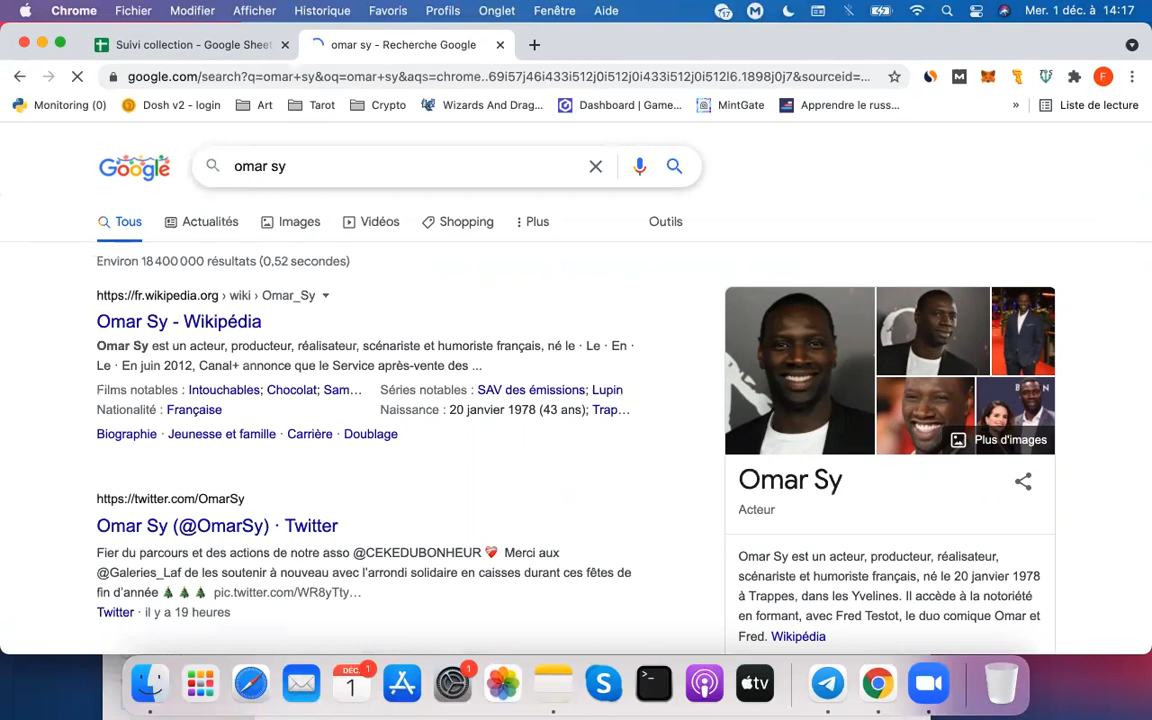 Chrome Fichier Modifier Afficher Historique Favoris Profils Onglet Fenêtre Aide 17 Mer. 1 déc. à 14:17
Suivi collection - Google Sheet omar sy - Recherche Google
google.com/search?q=omar+sy&oq=omar+sy&aqs=chrome..69i57j46i433i512j0i512j0i433i512j0i512l6.1898j0j7&sourceid=... F
Monitoring (0) Dosh v2 - login Art Tarot Crypto Wizards And Drag... Dashboard | Game... MintGate Apprendre le russ... » Liste de lecture
Google omar sy
Tous Actualités Images Vidéos Shopping Plus Outils
Environ 18 400 000 résultats (0,52 secondes)
https://fr.wikipedia.org › wiki › Omar_Sy
Omar Sy - Wikipédia
Omar Sy est un acteur, producteur, réalisateur, scénariste et humoriste français, né le · Le · En ·
Le · En juin 2012, Canal+ annonce que le Service après-vente des ...
Films notables : Intouchables; Chocolat; Sam... Séries notables : SAV des émissions; Lupin
Nationalité : Française Naissance : 20 janvier 1978 (43 ans); Trap...
Biographie · Jeunesse et famille · Carrière · Doublage
https://twitter.com/OmarSy
Omar Sy (@OmarSy) · Twitter
Fier du parcours et des actions de notre asso @CEKEDUBONHEUR ❤️ Merci aux
@Galeries_Laf de les soutenir à nouveau avec l'arrondi solidaire en caisses durant ces fêtes de
fin d'année 🎄 🎄 🎄 pic.twitter.com/WR8yTty...
Twitter · il y a 19 heures
Plus d'images
Omar Sy
Acteur
Omar Sy est un acteur, producteur, réalisateur,
scénariste et humoriste français, né le 20 janvier 1978
à Trappes, dans les Yvelines. Il accède à la notoriété
en formant, avec Fred Testot, le duo comique Omar et
Fred. Wikipédia
DÉC. 1 1 1 S tv